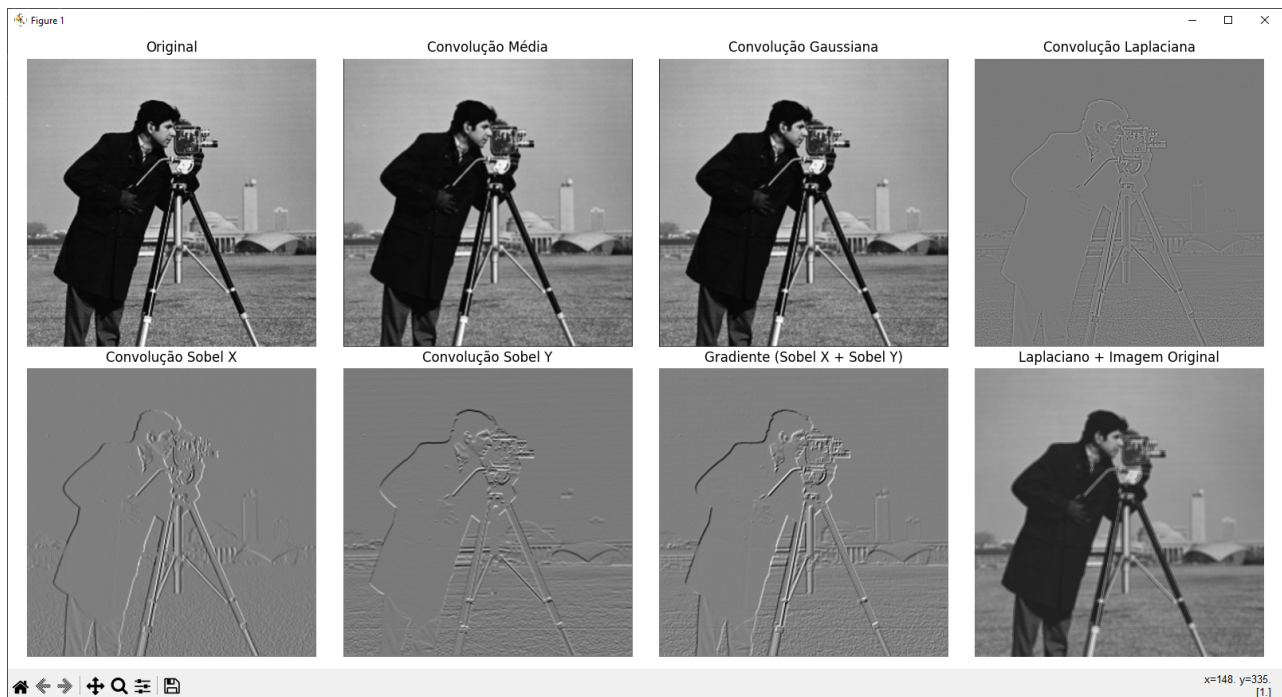 Figure 1
Original
Convolução Média
Convolução Gaussiana
Convolução Laplaciana
Convolução Sobel X
Convolução Sobel Y
Gradiente (Sobel X + Sobel Y)
Laplaciano + Imagem Original
x=148. y=335.
[1.]